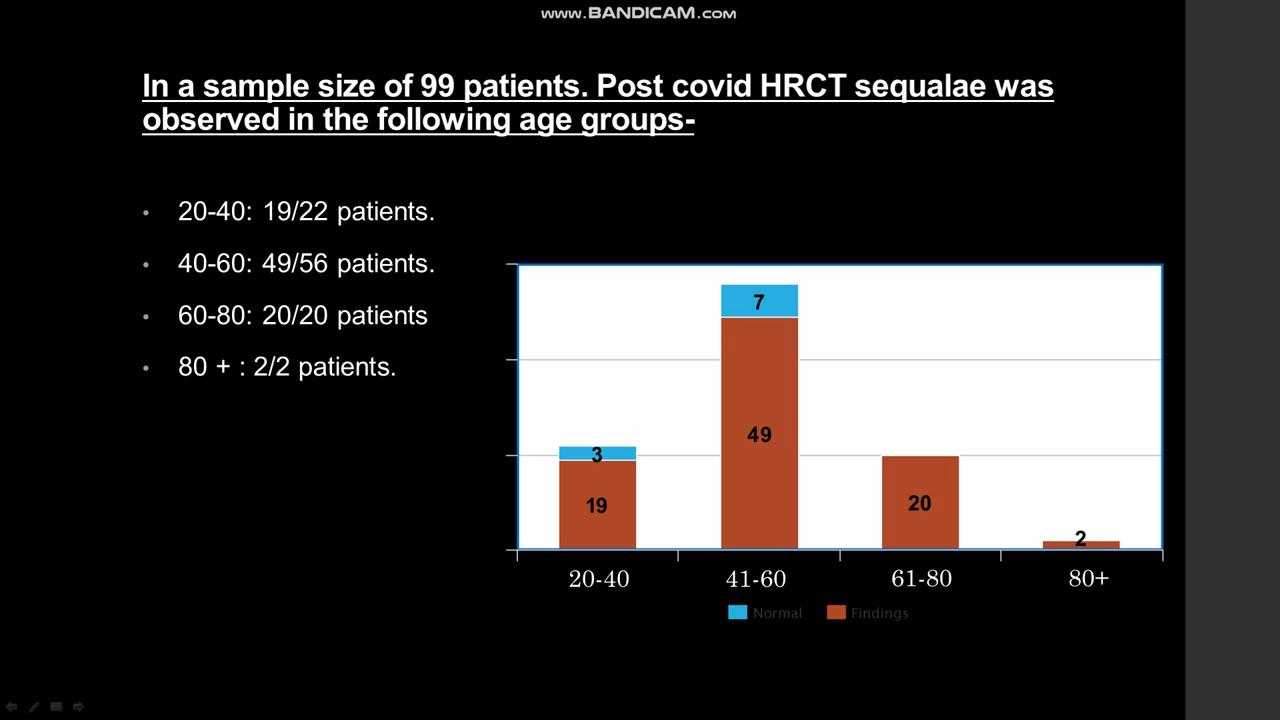 www.BANDICAM.com
In a sample size of 99 patients. Post covid HRCT sequalae was
observed in the following age groups-
• 20-40: 19/22 patients.
• 40-60: 49/56 patients.
• 60-80: 20/20 patients
• 80 + : 2/2 patients.
7
49
3
19
20
2
20-40 41-60 61-80 80+
Normal Findings